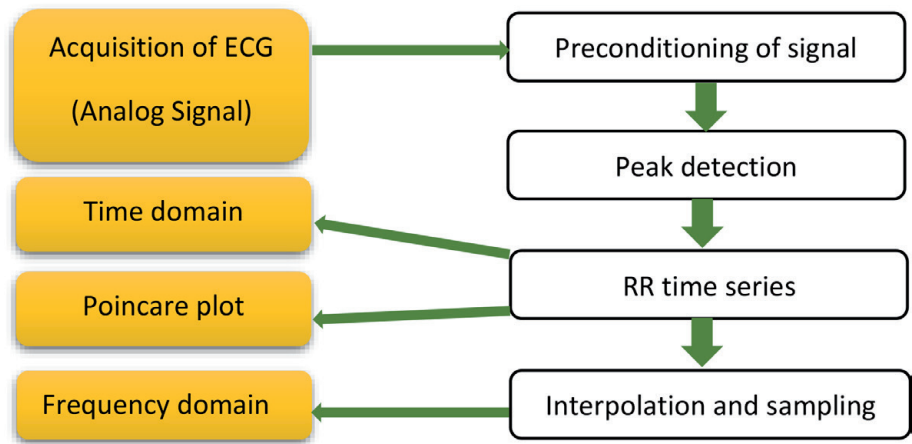 Acquisition of ECG
(Analog Signal)
Preconditioning of signal
Peak detection
Time domain
RR time series
Poincare plot
Interpolation and sampling
Frequency domain